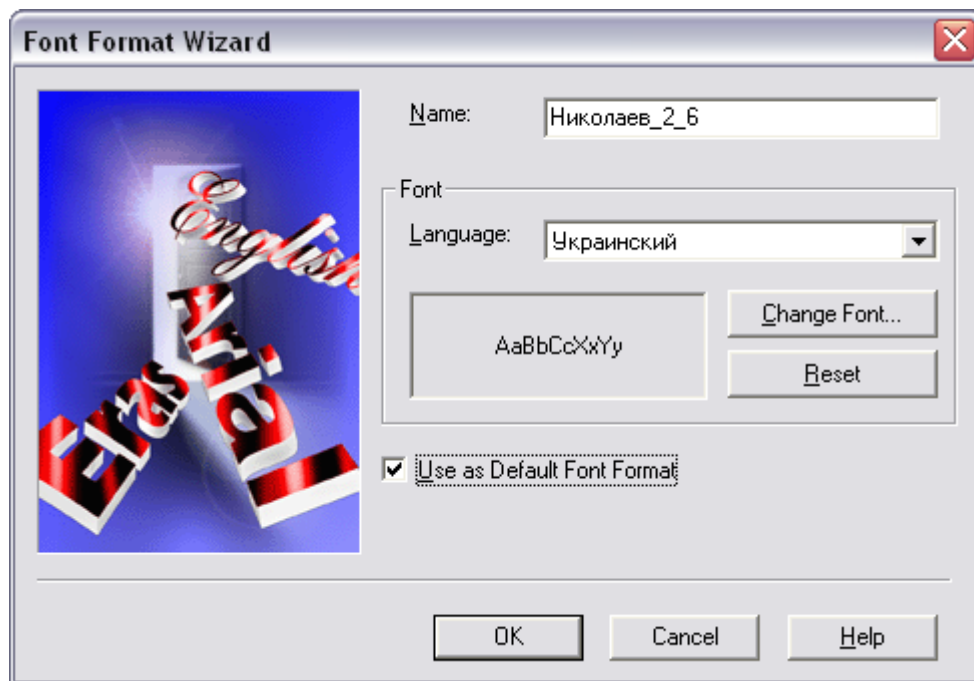 Font Format Wizard
Name:
Николаев_2_6
Font
Language:
Украинский
AaBbCcXxYy
Change Font...
Reset
Use as Default Font Format
OK
Cancel
Help
English
Arial
Eras